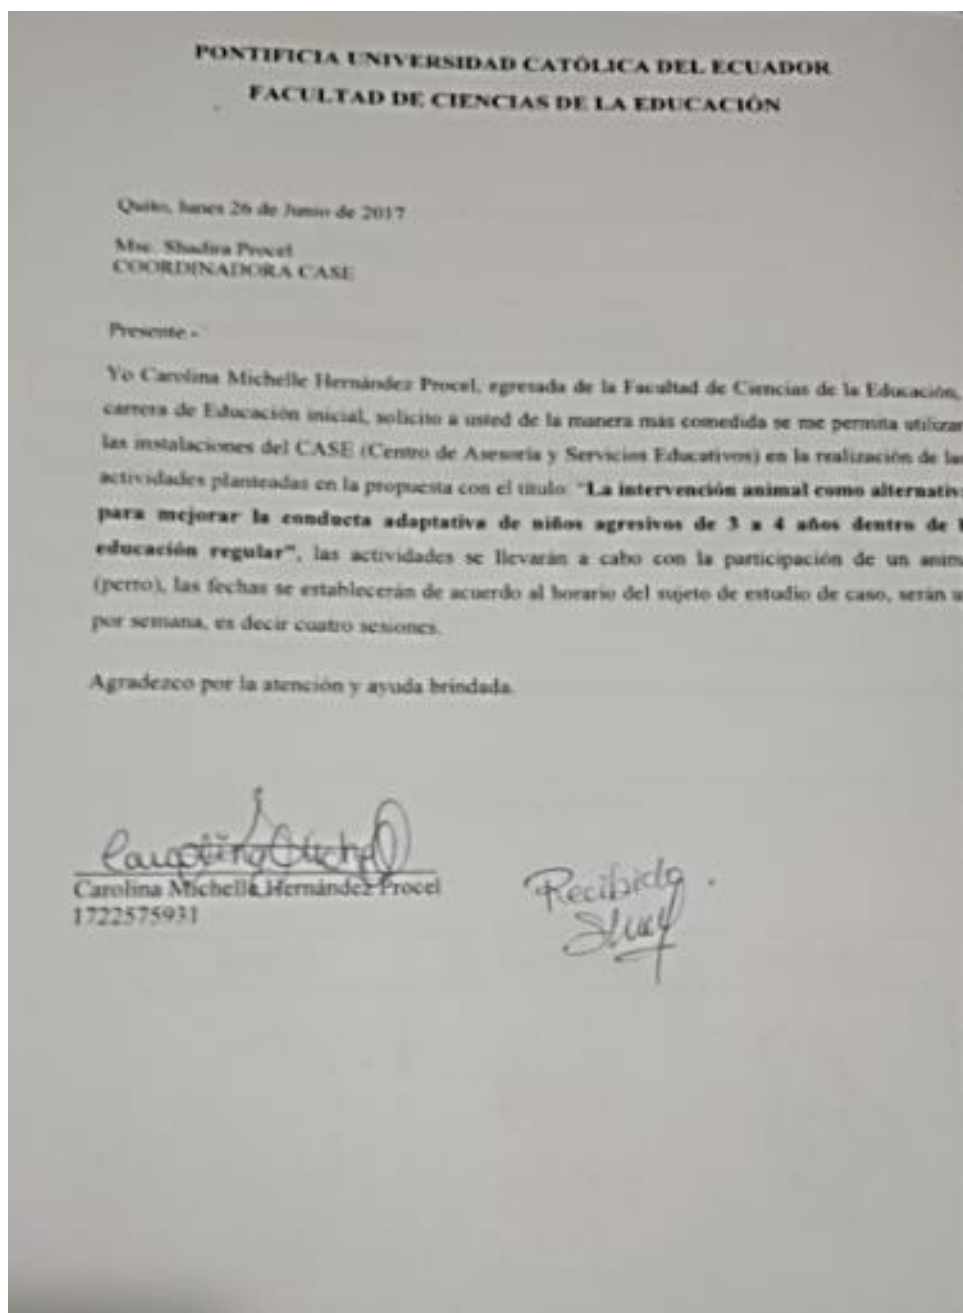 PONTIFICIA UNIVERSIDAD CATÓLICA DEL ECUADOR
FACULTAD DE CIENCIAS DE LA EDUCACIÓN
Quito, lunes 26 de Junio de 2017
Msc. Shadira Procel
COORDINADORA CASE
Presente.-
Yo Carolina Michelle Hernández Procel, egresada de la Facultad de Ciencias de la Educación,
carrera de Educación inicial, solicito a usted de la manera más comedida se me permita utilizar
las instalaciones del CASE (Centro de Asesoría y Servicios Educativos) en la realización de las
actividades planteadas en la propuesta con el título: "La intervención animal como alternativa
para mejorar la conducta adaptativa de niños agresivos de 3 a 4 años dentro de l
educación regular", las actividades se llevarán a cabo con la participación de un anima
(perro), las fechas se establecerán de acuerdo al horario del sujeto de estudio de caso, serán u
por semana, es decir cuatro sesiones.
Agradezco por la atención y ayuda brindada.
Carolina Michelle Hernández Procel
1722575931
Recibido.